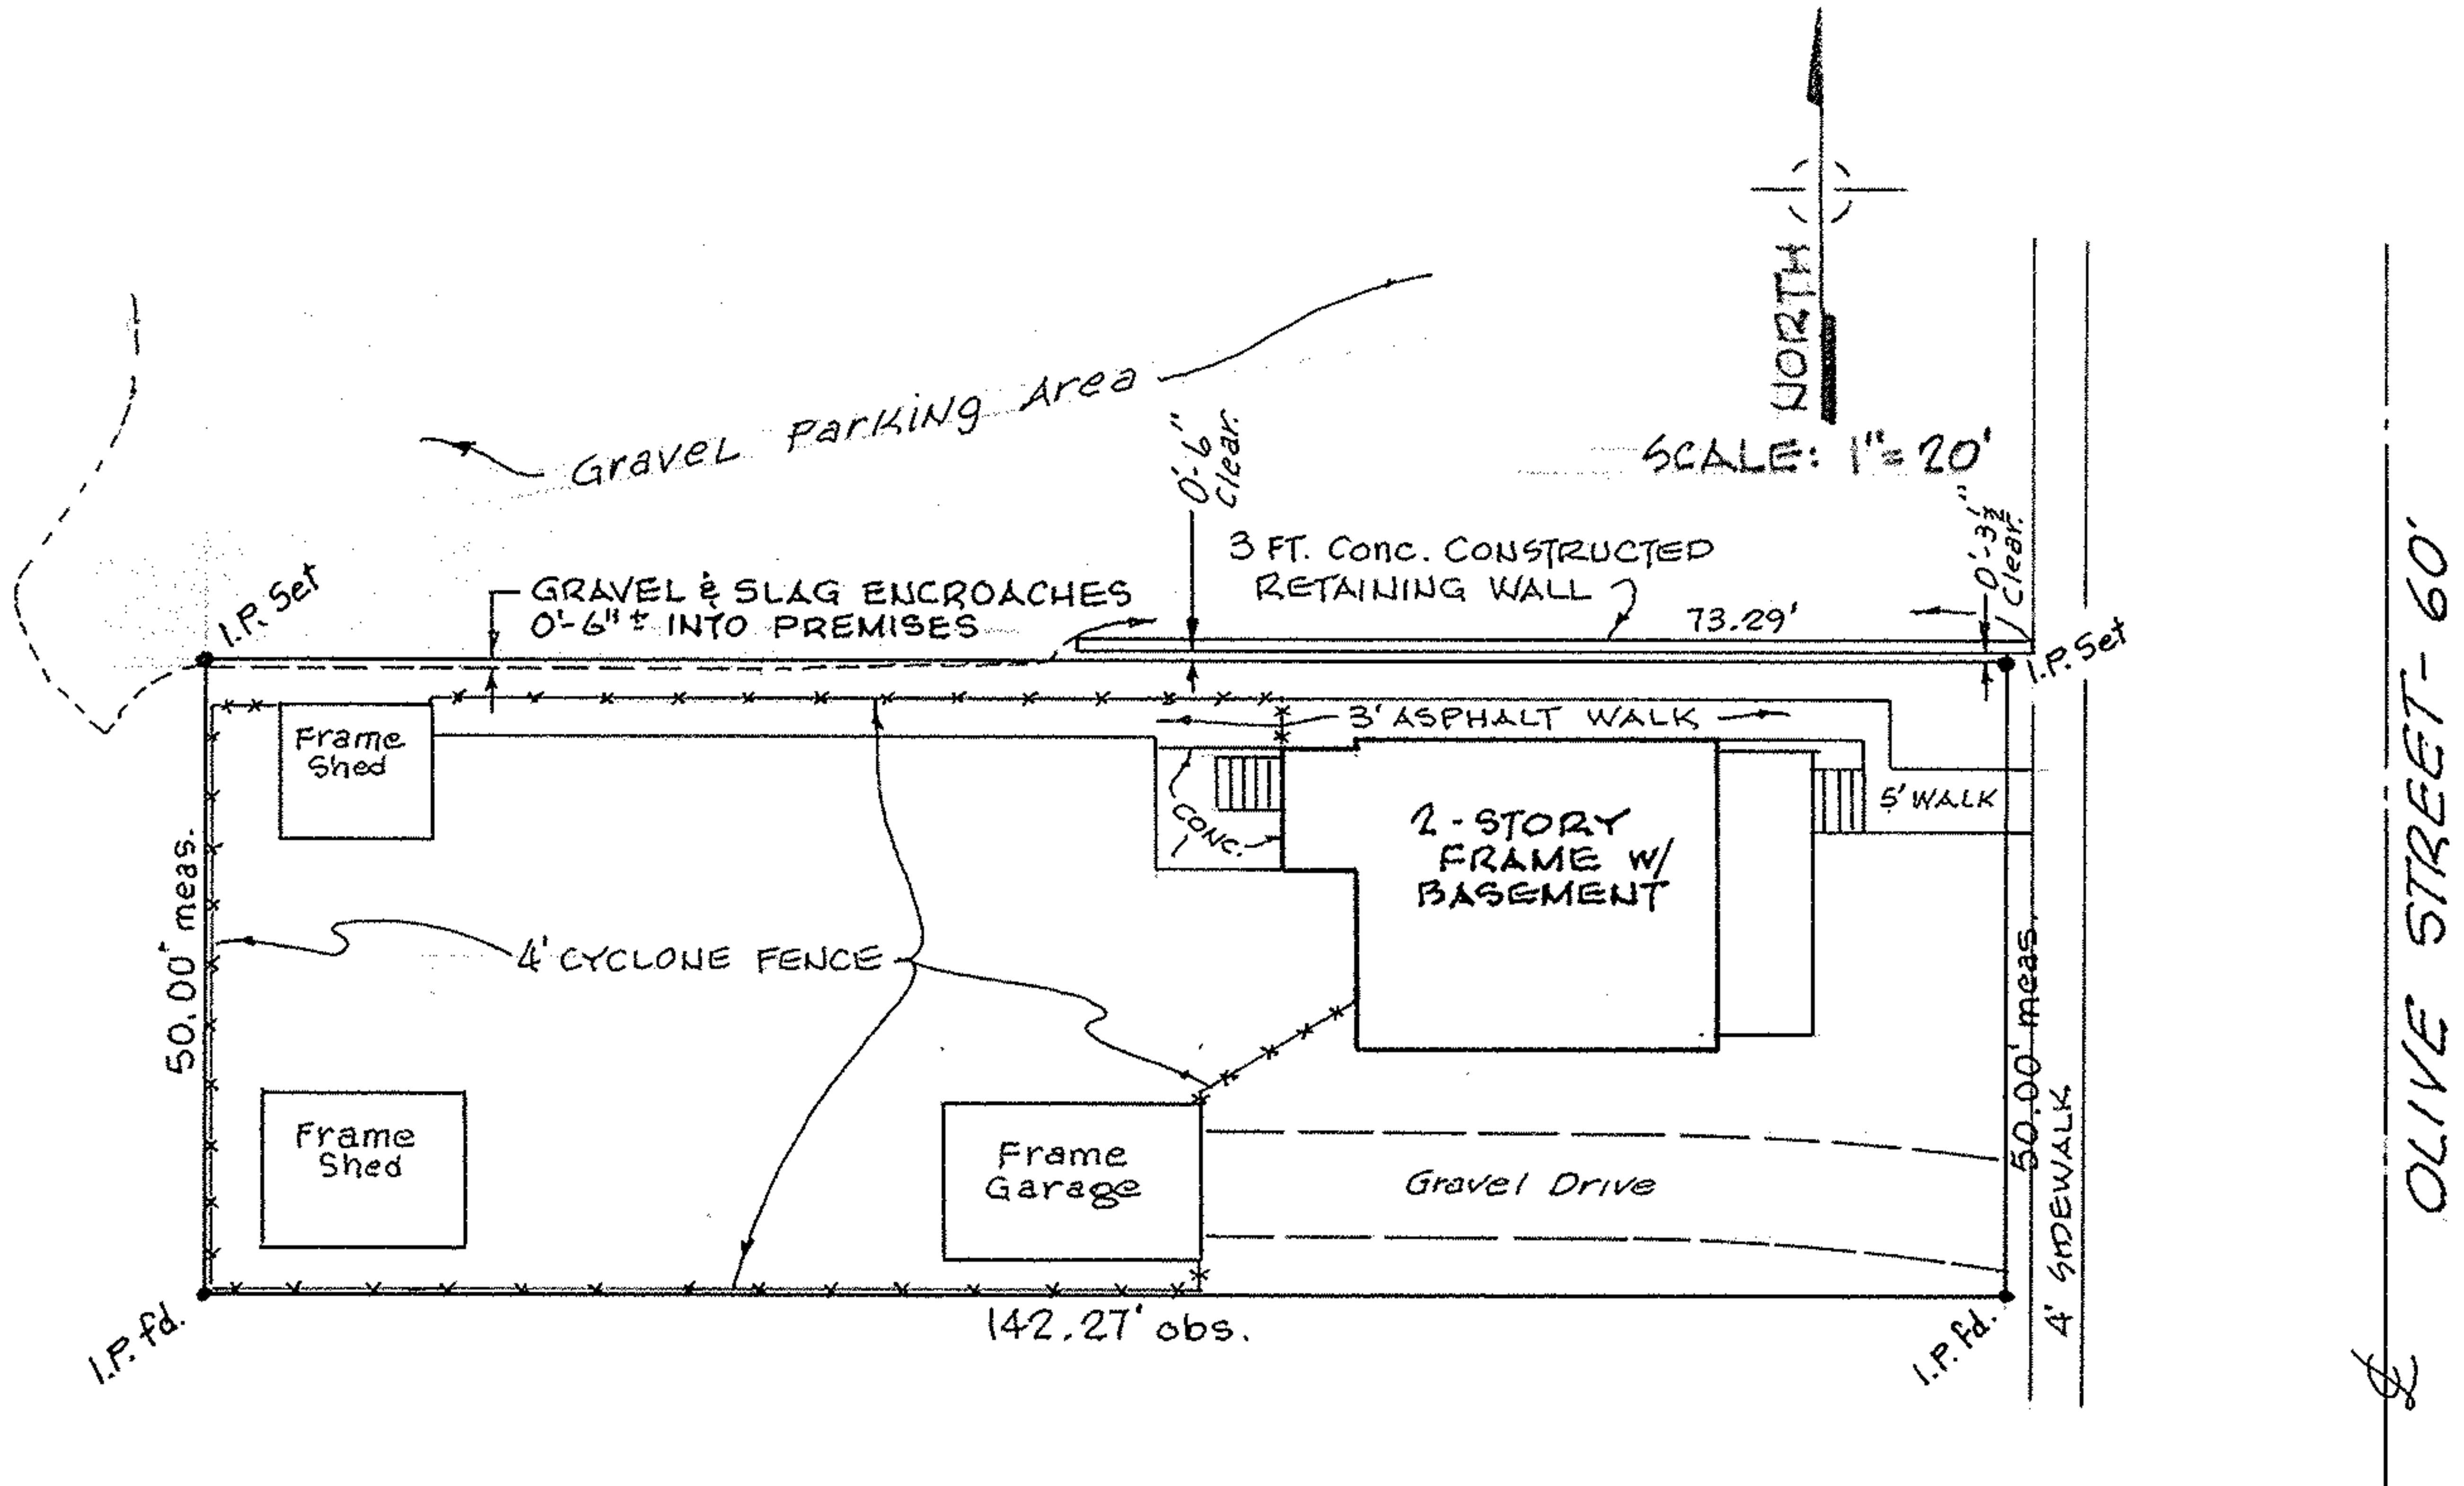 NORTH
SCALE: 1"= 20'
Gravel Parking Area
0'-6"
Clear.
0'-3½"
Clear.
3 FT. Conc. CONSTRUCTED
RETAINING WALL
73.29'
I.P. Set
GRAVEL & SLAG ENCROACHES
0'-6"± INTO PREMISES
I.P. Set
Frame
Shed
3' ASPHALT WALK
CONC.
2-STORY
FRAME W/
BASEMENT
5' WALK
50.00' meas.
4' CYCLONE FENCE
50.00' meas.
4' SIDEWALK
OLIVE STREET - 60'
Frame
Shed
Frame
Garage
Gravel Drive
I.P. fd.
142.27' obs.
I.P. fd.
℄